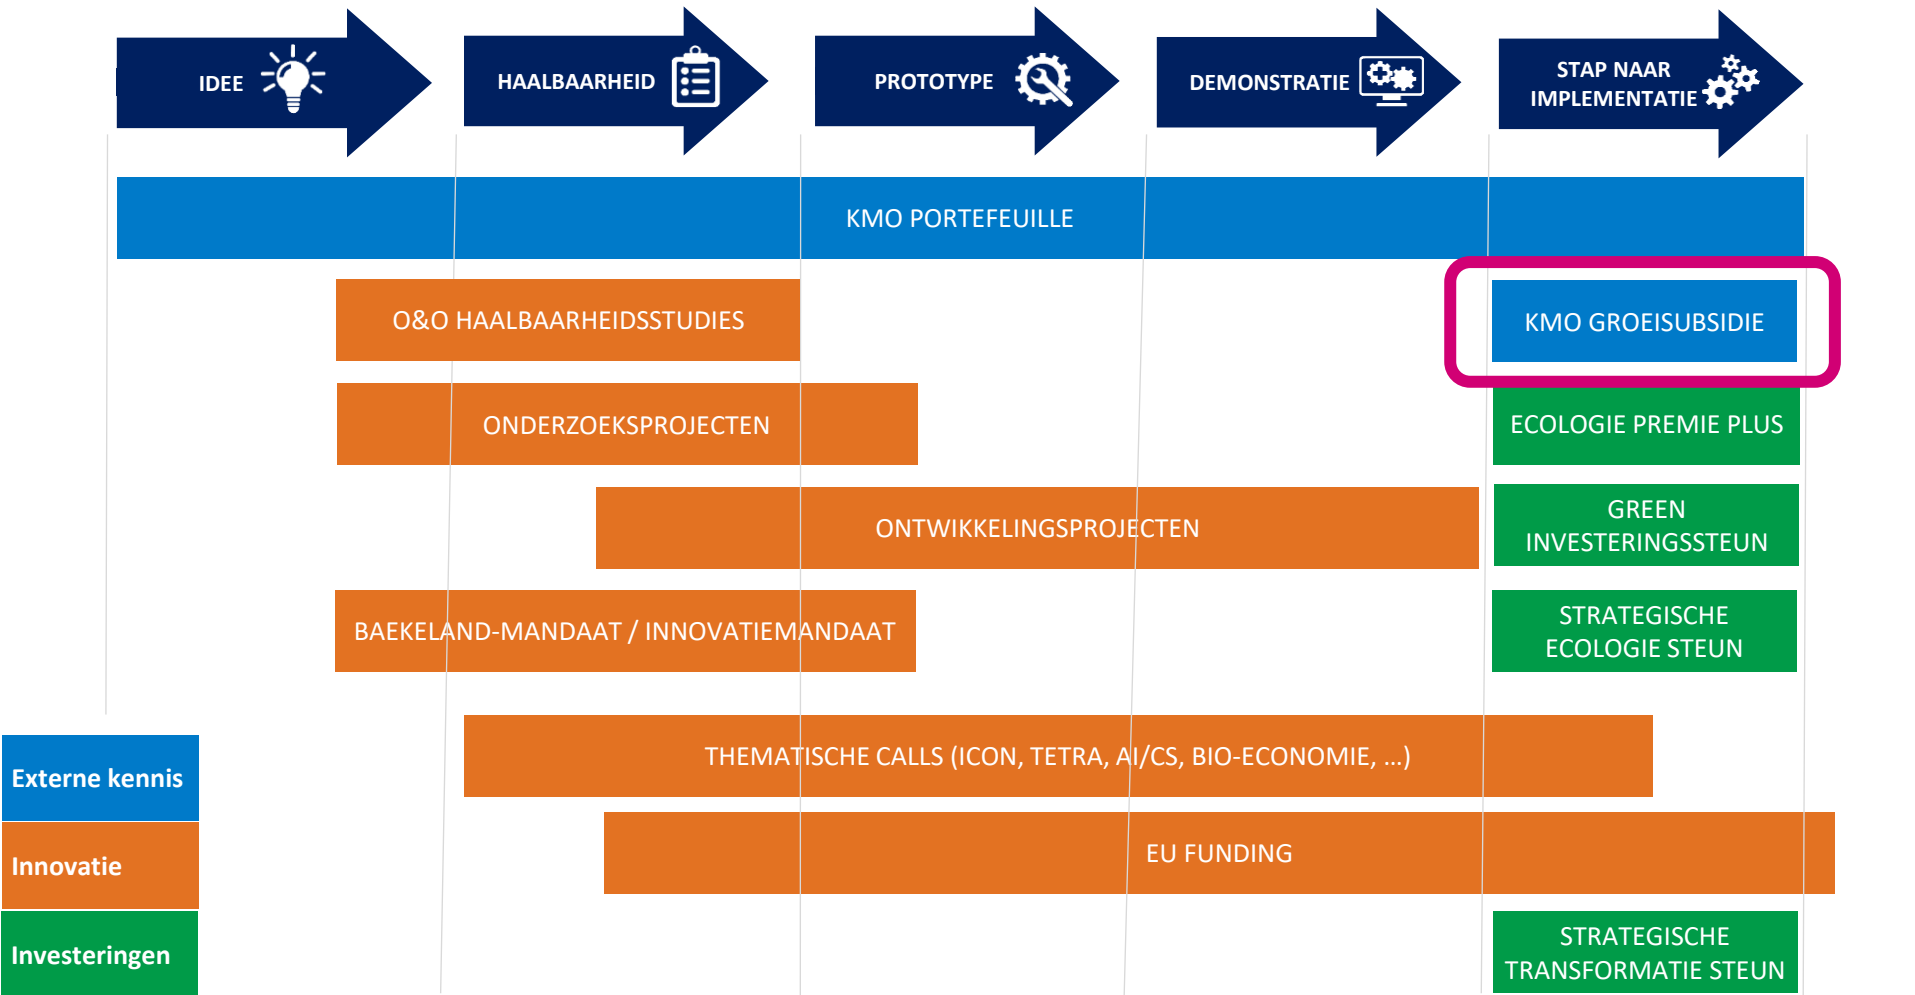 IDEE
HAALBAARHEID
PROTOTYPE
DEMONSTRATIE
STAP NAAR
IMPLEMENTATIE
KMO PORTEFEUILLE
O&O HAALBAARHEIDSSTUDIES
KMO GROEISUBSIDIE
ONDERZOEKSPROJECTEN
ECOLOGIE PREMIE PLUS
ONTWIKKELINGSPROJECTEN
GREEN
INVESTERINGSSTEUN
BAEKELAND-MANDAAT / INNOVATIEMANDAAT
STRATEGISCHE
ECOLOGIE STEUN
THEMATISCHE CALLS (ICON, TETRA, AI/CS, BIO-ECONOMIE, ...)
Externe kennis
EU FUNDING
Innovatie
Investeringen
STRATEGISCHE
TRANSFORMATIE STEUN